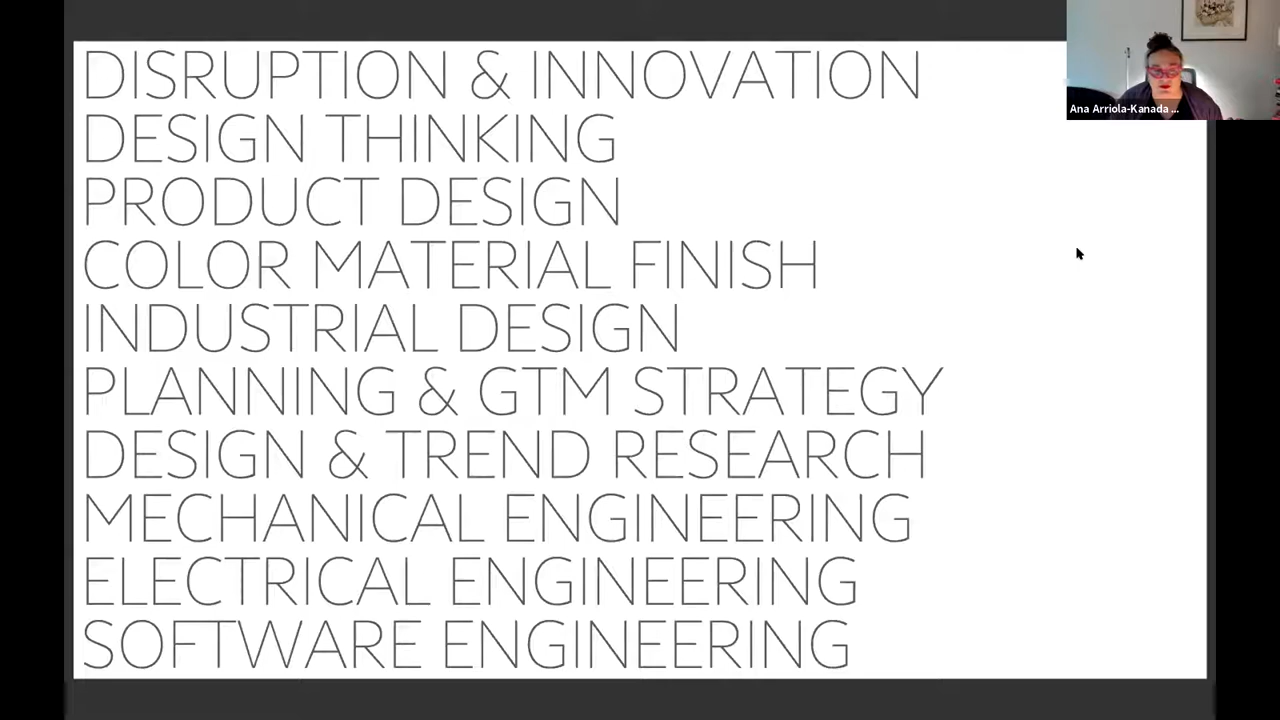 DISRUPTION & INNOVATION
DESIGN THINKING
PRODUCT DESIGN
COLOR MATERIAL FINISH
INDUSTRIAL DESIGN
PLANNING & GTM STRATEGY
DESIGN & TREND RESEARCH
MECHANICAL ENGINEERING
ELECTRICAL ENGINEERING
SOFTWARE ENGINEERING
Ana Arriola-Kanada ...